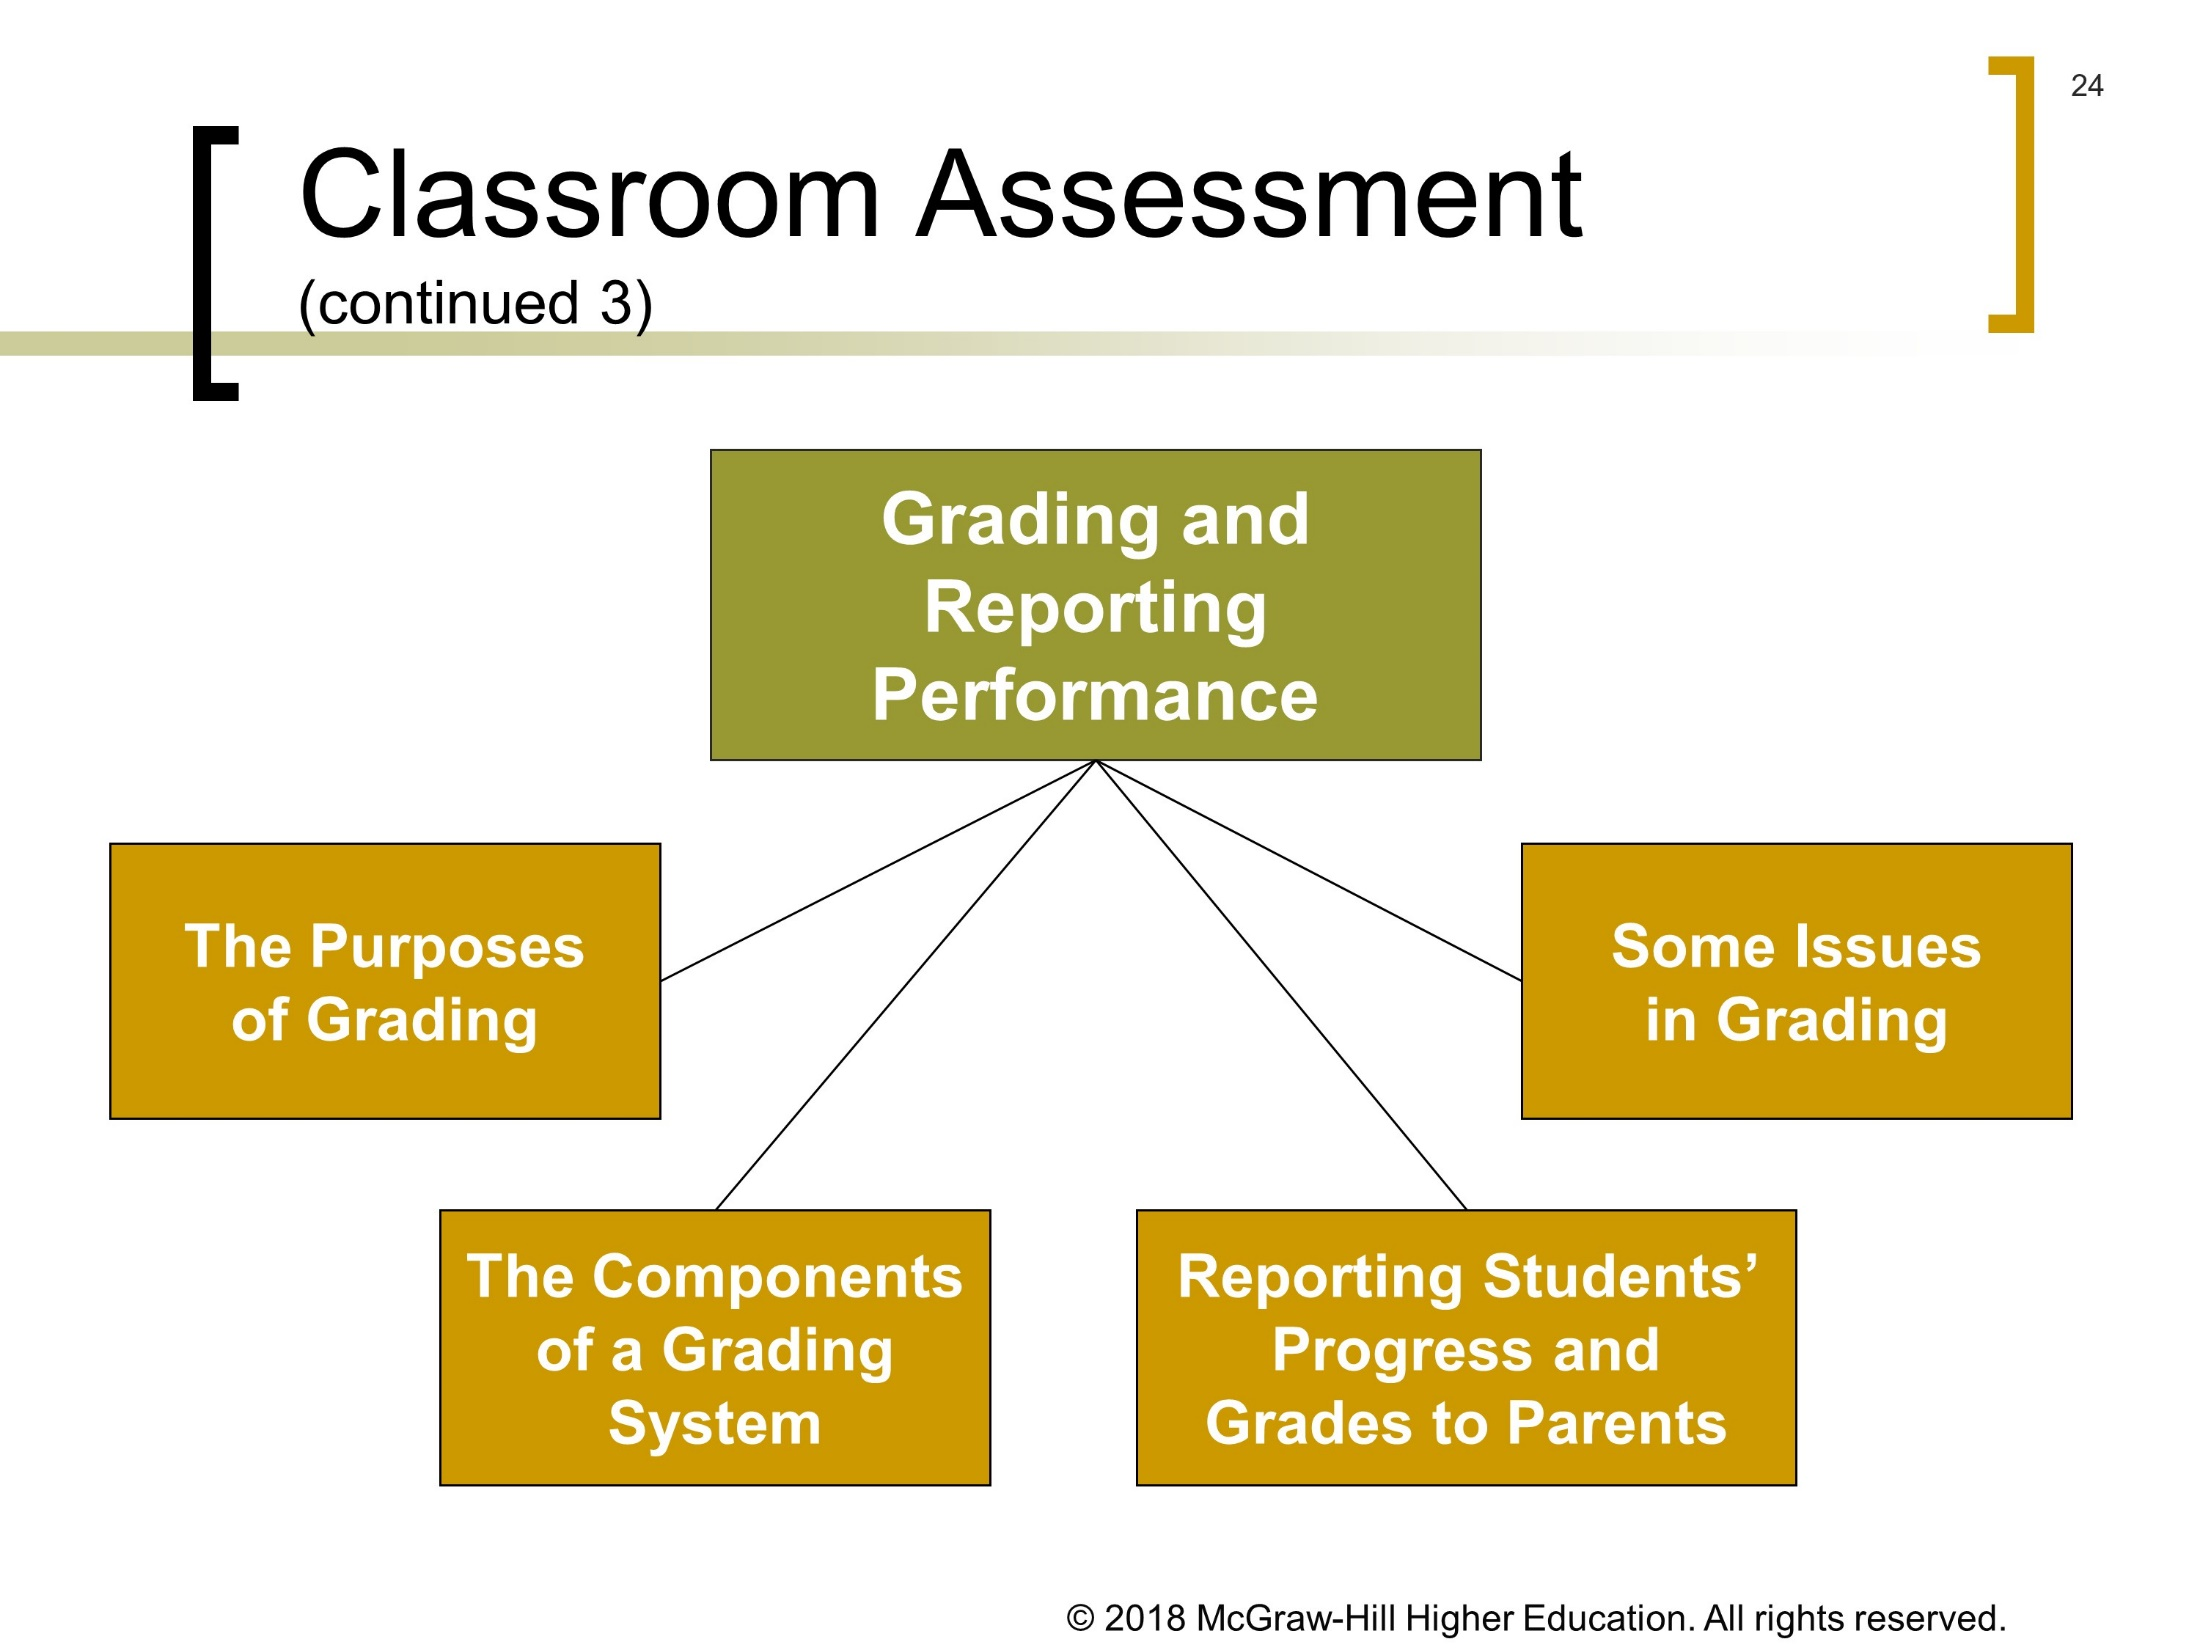 24
Classroom Assessment
(continued 3)
Grading and
Reporting
Performance
The Purposes
of Grading
Some Issues
in Grading
The Components
of a Grading
System
Reporting Students’
Progress and
Grades to Parents
© 2018 McGraw-Hill Higher Education. All rights reserved.